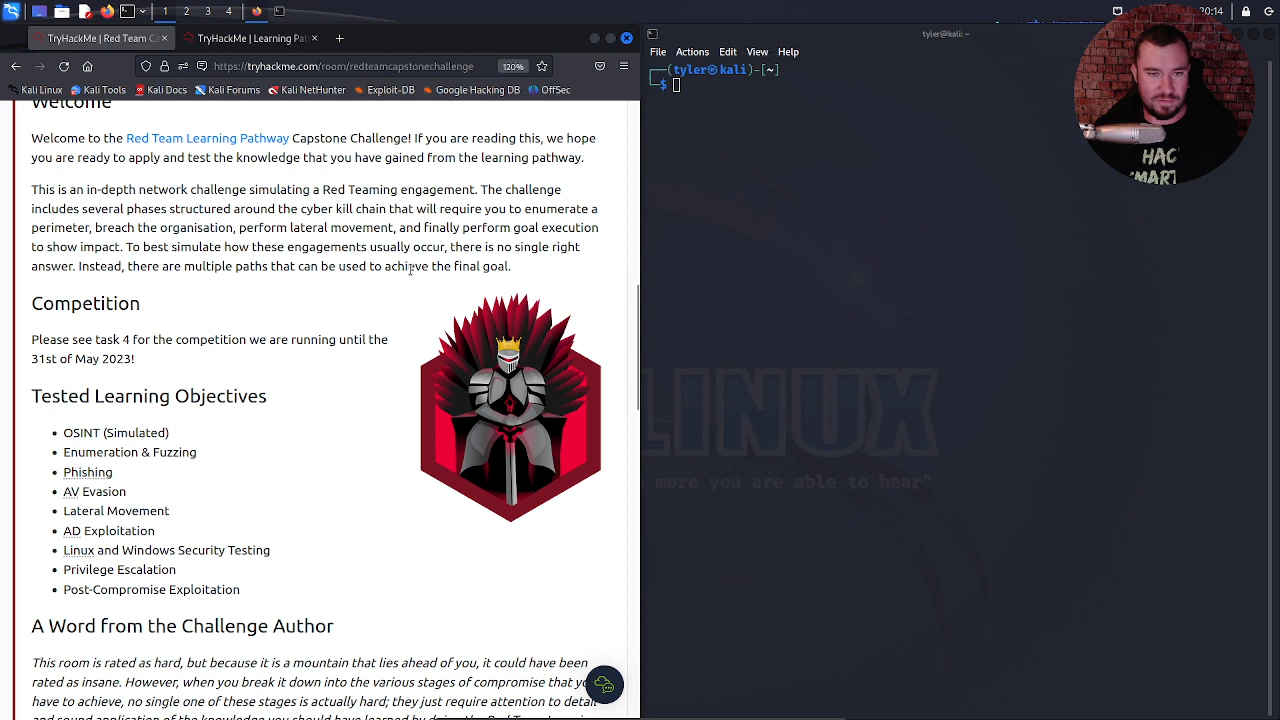 1 2 3 4
20:14
TryHackMe | Red Team Ca
TryHackMe | Learning Pat
tyler@kali: ~
https://tryhackme.com/room/redteamcapstonechallenge
120%
File Actions Edit View Help
Kali Linux Kali Tools Kali Docs Kali Forums Kali NetHunter Exploit-DB Google Hacking DB OffSec
(tyler㉿kali)-[~]
$
Welcome
Welcome to the Red Team Learning Pathway Capstone Challenge! If you are reading this, we hope
you are ready to apply and test the knowledge that you have gained from the learning pathway.
This is an in-depth network challenge simulating a Red Teaming engagement. The challenge
includes several phases structured around the cyber kill chain that will require you to enumerate a
perimeter, breach the organisation, perform lateral movement, and finally perform goal execution
to show impact. To best simulate how these engagements usually occur, there is no single right
answer. Instead, there are multiple paths that can be used to achieve the final goal.
Competition
Please see task 4 for the competition we are running until the
31st of May 2023!
Tested Learning Objectives
OSINT (Simulated)
Enumeration & Fuzzing
Phishing
AV Evasion
Lateral Movement
AD Exploitation
Linux and Windows Security Testing
Privilege Escalation
Post-Compromise Exploitation
A Word from the Challenge Author
This room is rated as hard, but because it is a mountain that lies ahead of you, it could have been
rated as insane. However, when you break it down into the various stages of compromise that you
have to achieve, no single one of these stages is actually hard; they just require attention to detail
LINUX
more you are able to hear"
HAC
MART